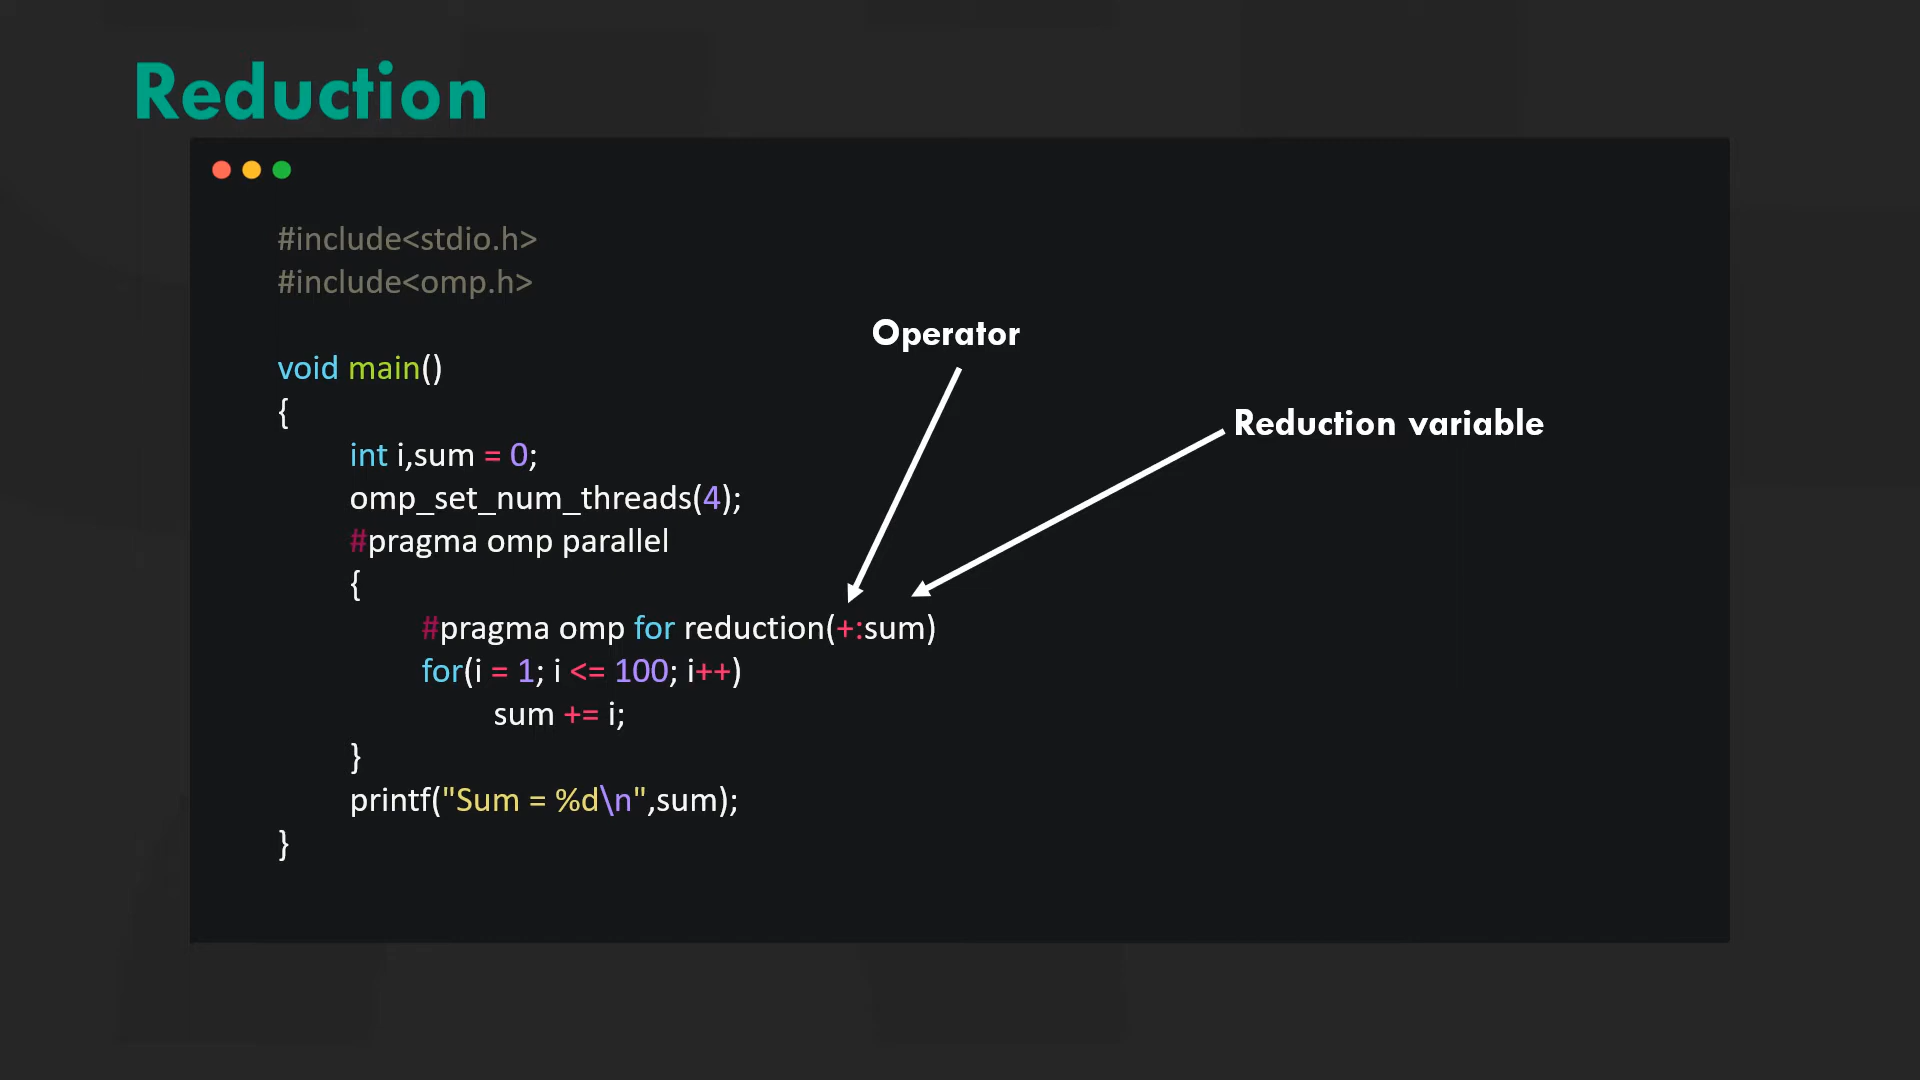 Reduction
#include<stdio.h>
#include<omp.h>
Operator
void main()
Reduction variable
{
int i,sum = 0;
omp_set_num_threads(4);
#pragma omp parallel
{
#pragma omp for reduction(+:sum)
for(i = 1; i <= 100; i++)
sum += i;
}
printf("Sum = %d\n",sum);
}